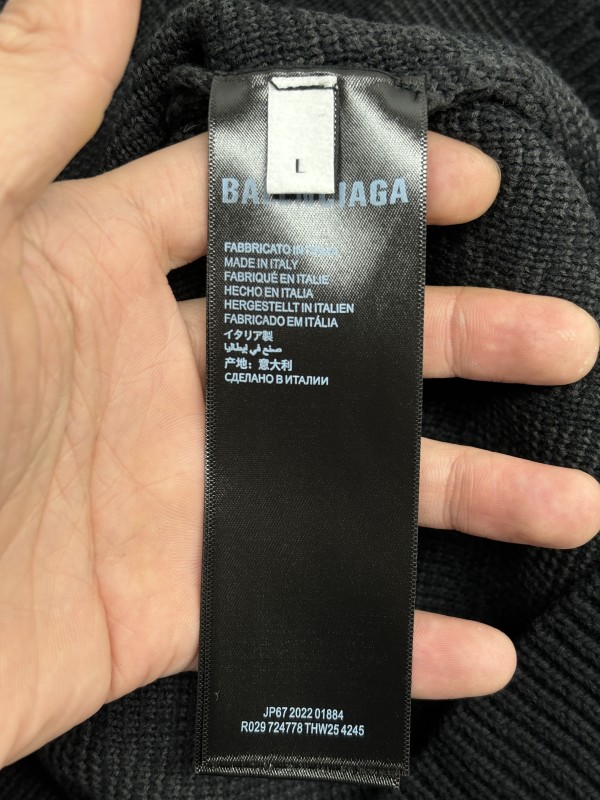 L
BALENCIAGA
FABBRICATO IN
MADE IN ITALY
FABRIQUÉ EN ITALIE
HECHO EN ITALIA
HERGESTELLT IN ITALIEN
FABRICADO EM ITÁLIA
イタリア製
صنع في إيطاليا
产地：意大利
СДЕЛАНО В ИТАЛИИ
JP67 2022 01884
R029 724778 THW25 4245